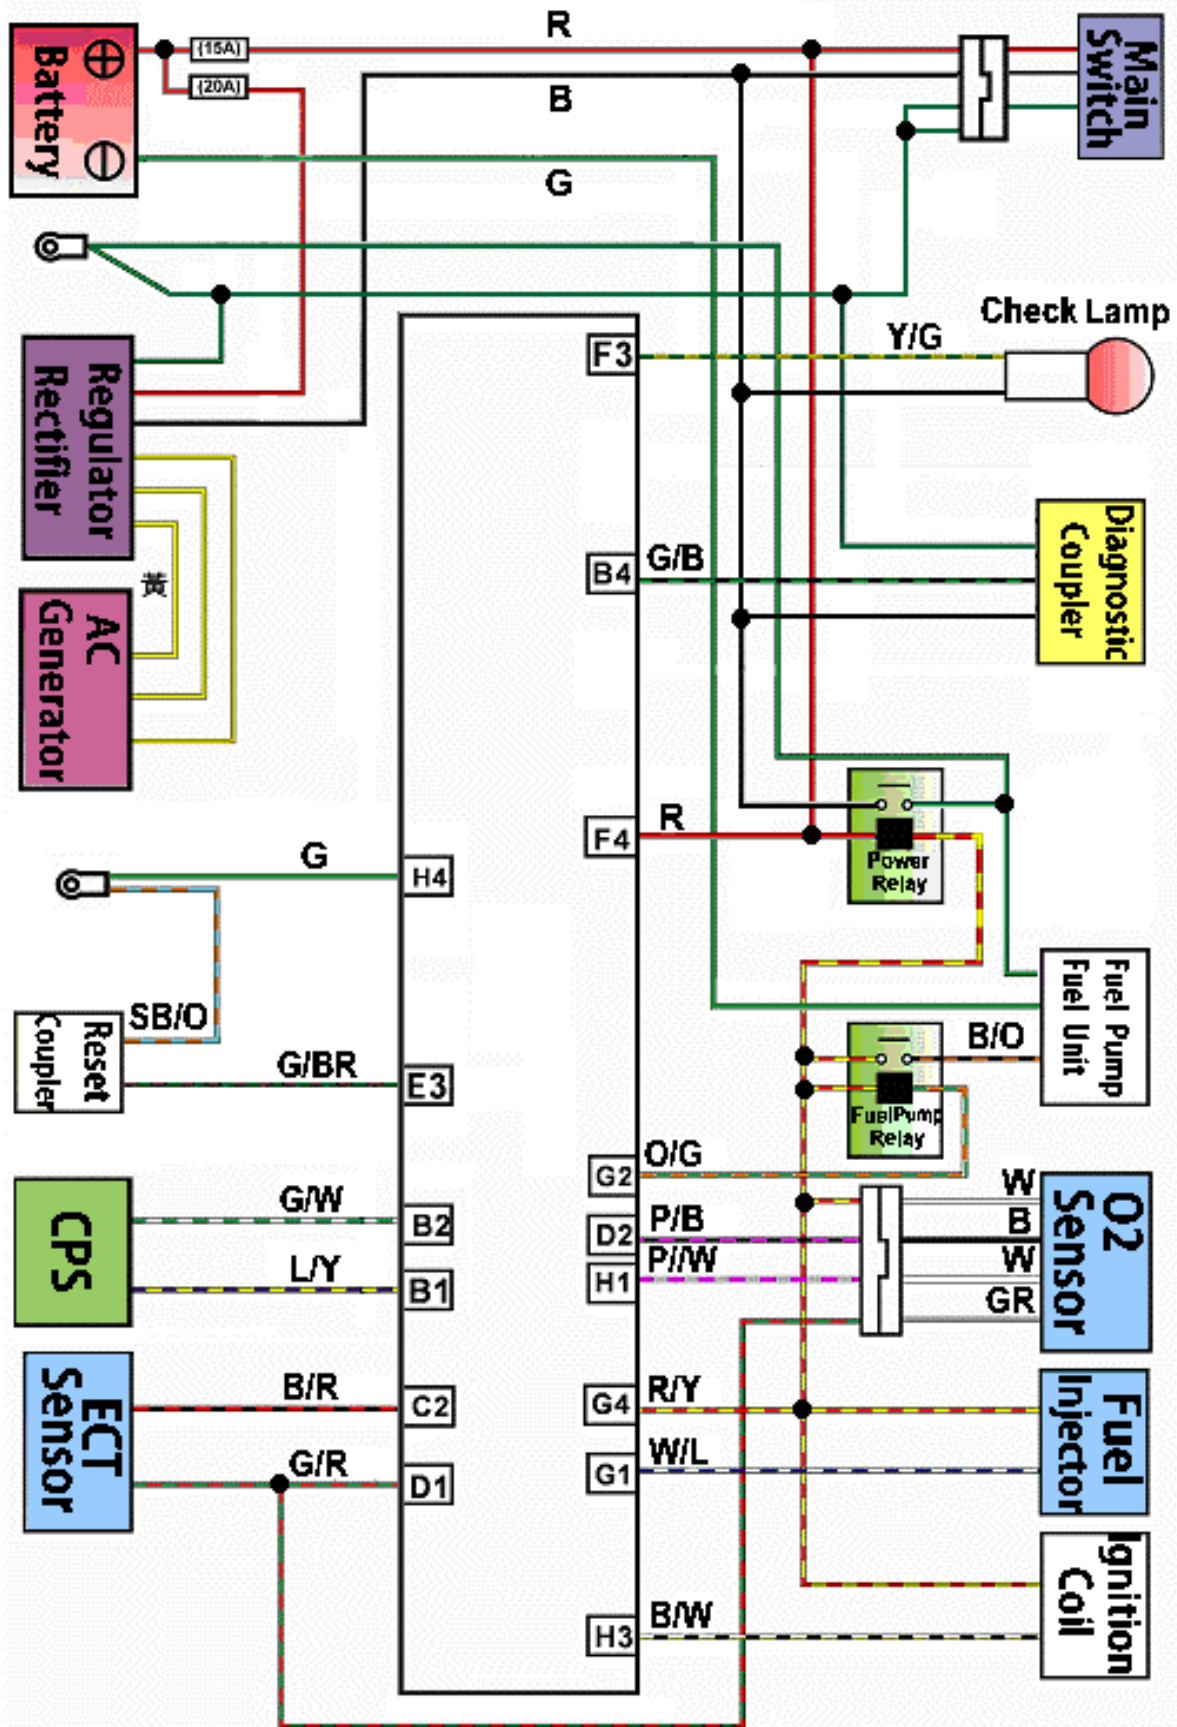 R
(15A)
(20A)
Battery
B
G
Main
Switch
Check Lamp
Y/G
F3
Regulator
Rectifier
黃
AC
Generator
G/B
B4
Diagnostic
Coupler
R
F4
Power
Relay
G
H4
SB/O
Reset
Coupler
G/BR
E3
Fuel Pump
Fuel Unit
B/O
FuelPump
Relay
O/G
G2
CPS
G/W
B2
L/Y
B1
P/B
D2
P//W
H1
W
B
W
GR
O2
Sensor
ECT
Sensor
B/R
C2
G/R
D1
R/Y
G4
W/L
G1
Fuel
Injector
B/W
H3
Ignition
Coil